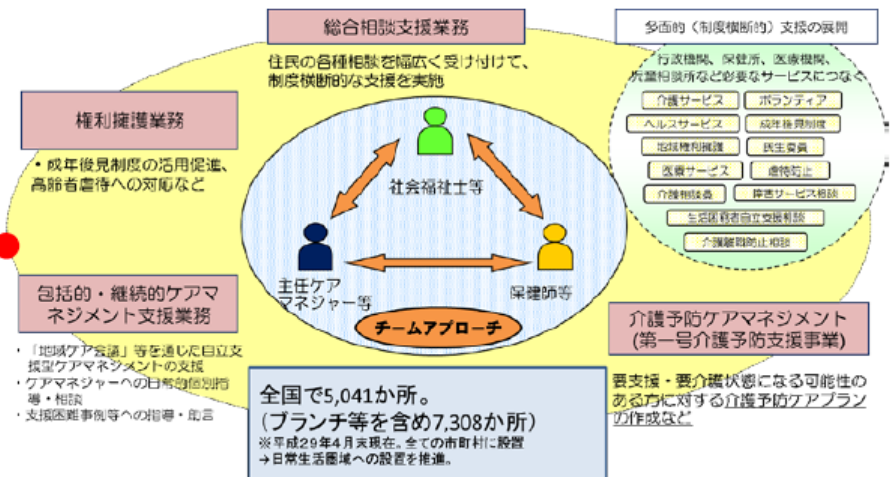 総合相談支援業務
住民の各種相談を幅広く受け付けて、
制度横断的な支援を実施
多面的（制度横断的）支援の展開
行政機関、保健所、医療機関、
児童相談所など必要なサービスにつなぐ
介護サービス
ボランティア
ヘルスサービス
成年後見制度
地域権利擁護
民生委員
医療サービス
虐待防止
介護相談員
障害サービス相談
生活困窮者自立支援相談
介護離職防止相談
権利擁護業務
・成年後見制度の活用促進、
高齢者虐待への対応など
社会福祉士等
主任ケア
マネジャー等
保健師等
チームアプローチ
包括的・継続的ケアマ
ネジメント支援業務
・「地域ケア会議」等を通じた自立支
援型ケアマネジメントの支援
・ケアマネジャーへの日常的個別指
導・相談
・支援困難事例等への指導・助言
全国で5,041か所。
(ブランチ等を含め7,308か所)
※平成29年4月末現在。全ての市町村に設置
→日常生活圏域への設置を推進。
介護予防ケアマネジメント
(第一号介護予防支援事業)
要支援・要介護状態になる可能性の
ある方に対する介護予防ケアプラン
の作成など